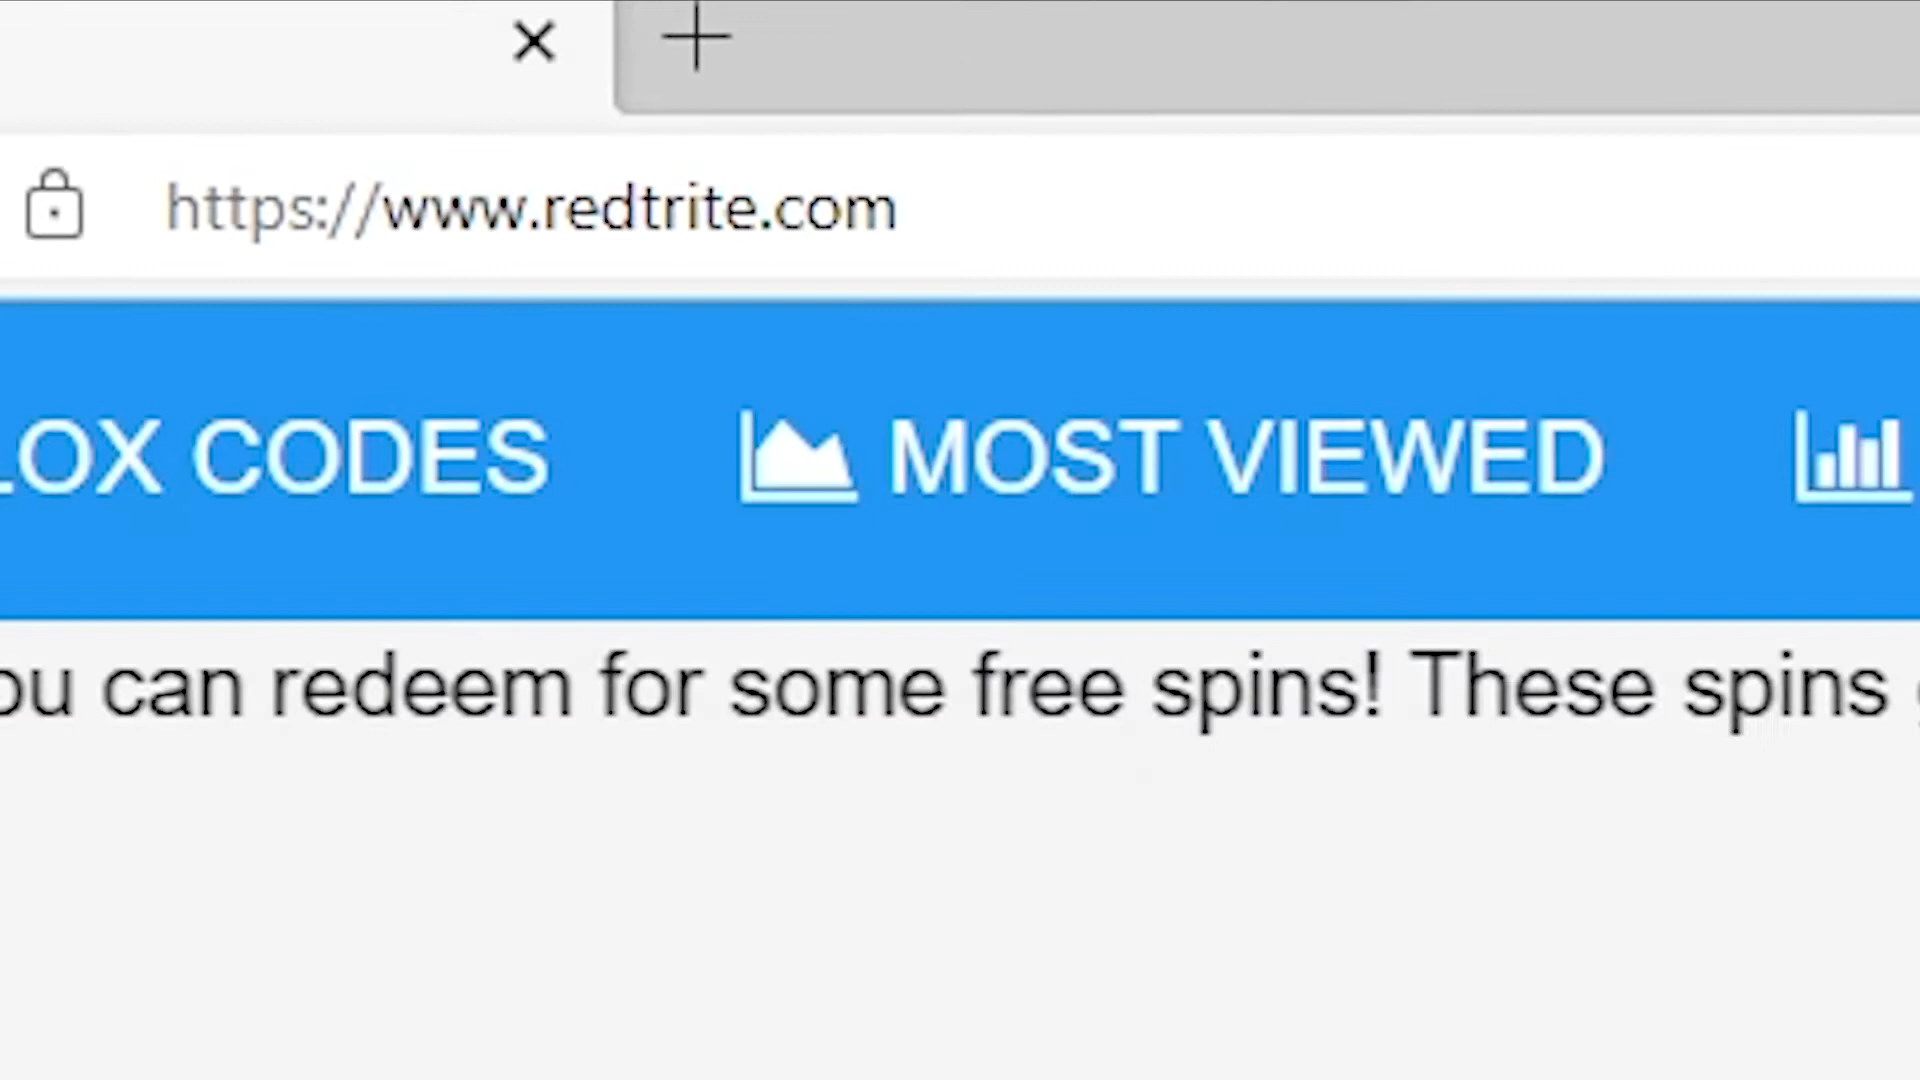 https://www.redtrite.com
LOX CODES MOST VIEWED
ou can redeem for some free spins! These spins